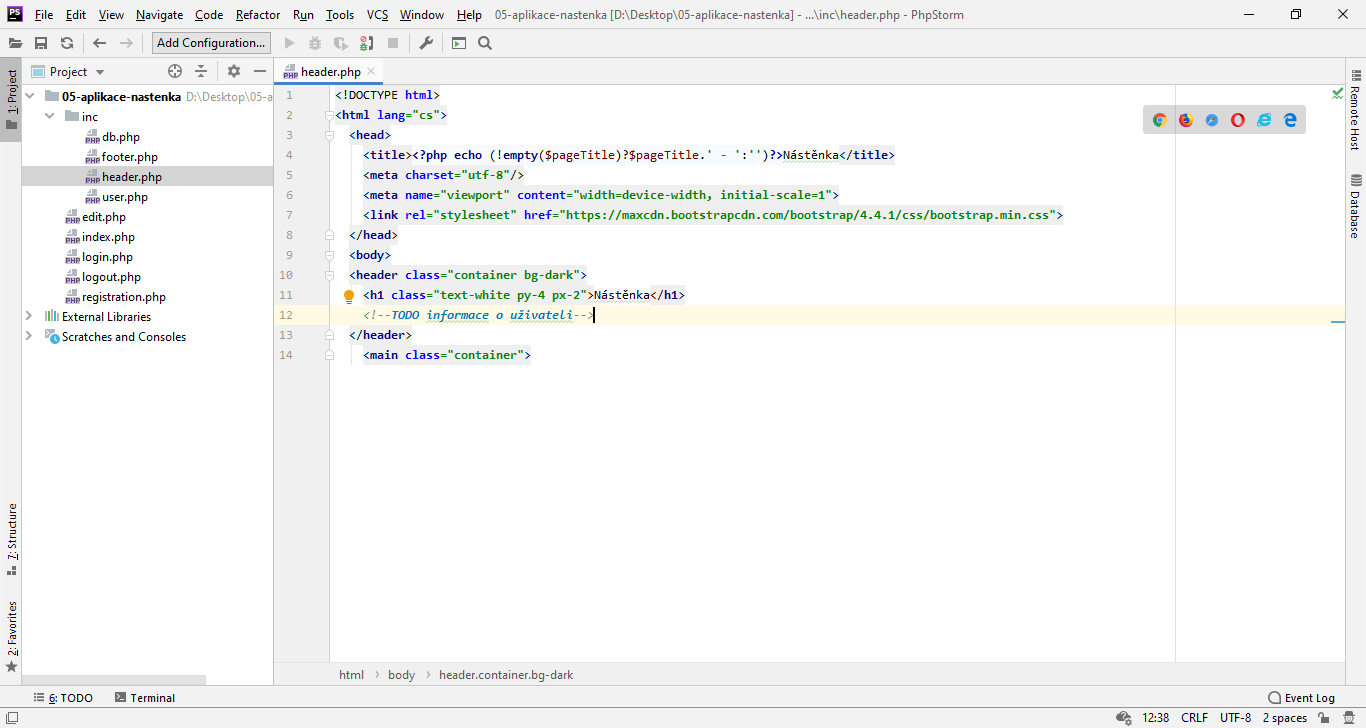 PS File Edit View Navigate Code Refactor Run Tools VCS Window Help 05-aplikace-nastenka [D:\Desktop\05-aplikace-nastenka] - ...\inc\header.php - PhpStorm
Add Configuration...
1: Project
Project
header.php
05-aplikace-nastenka D:\Desktop\05-a
inc
db.php
footer.php
header.php
user.php
edit.php
index.php
login.php
logout.php
registration.php
External Libraries
Scratches and Consoles
1 <!DOCTYPE html>
2 <html lang="cs">
3 <head>
4 <title><?php echo (!empty($pageTitle)?$pageTitle.' - ':'')?>Nástěnka</title>
5 <meta charset="utf-8"/>
6 <meta name="viewport" content="width=device-width, initial-scale=1">
7 <link rel="stylesheet" href="https://maxcdn.bootstrapcdn.com/bootstrap/4.4.1/css/bootstrap.min.css">
8 </head>
9 <body>
10 <header class="container bg-dark">
11 <h1 class="text-white py-4 px-2">Nástěnka</h1>
12 <!--TODO informace o uživateli-->
13 </header>
14 <main class="container">
Remote Host
Database
7: Structure
2: Favorites
html body header.container.bg-dark
6: TODO Terminal Event Log
12:38 CRLF UTF-8 2 spaces